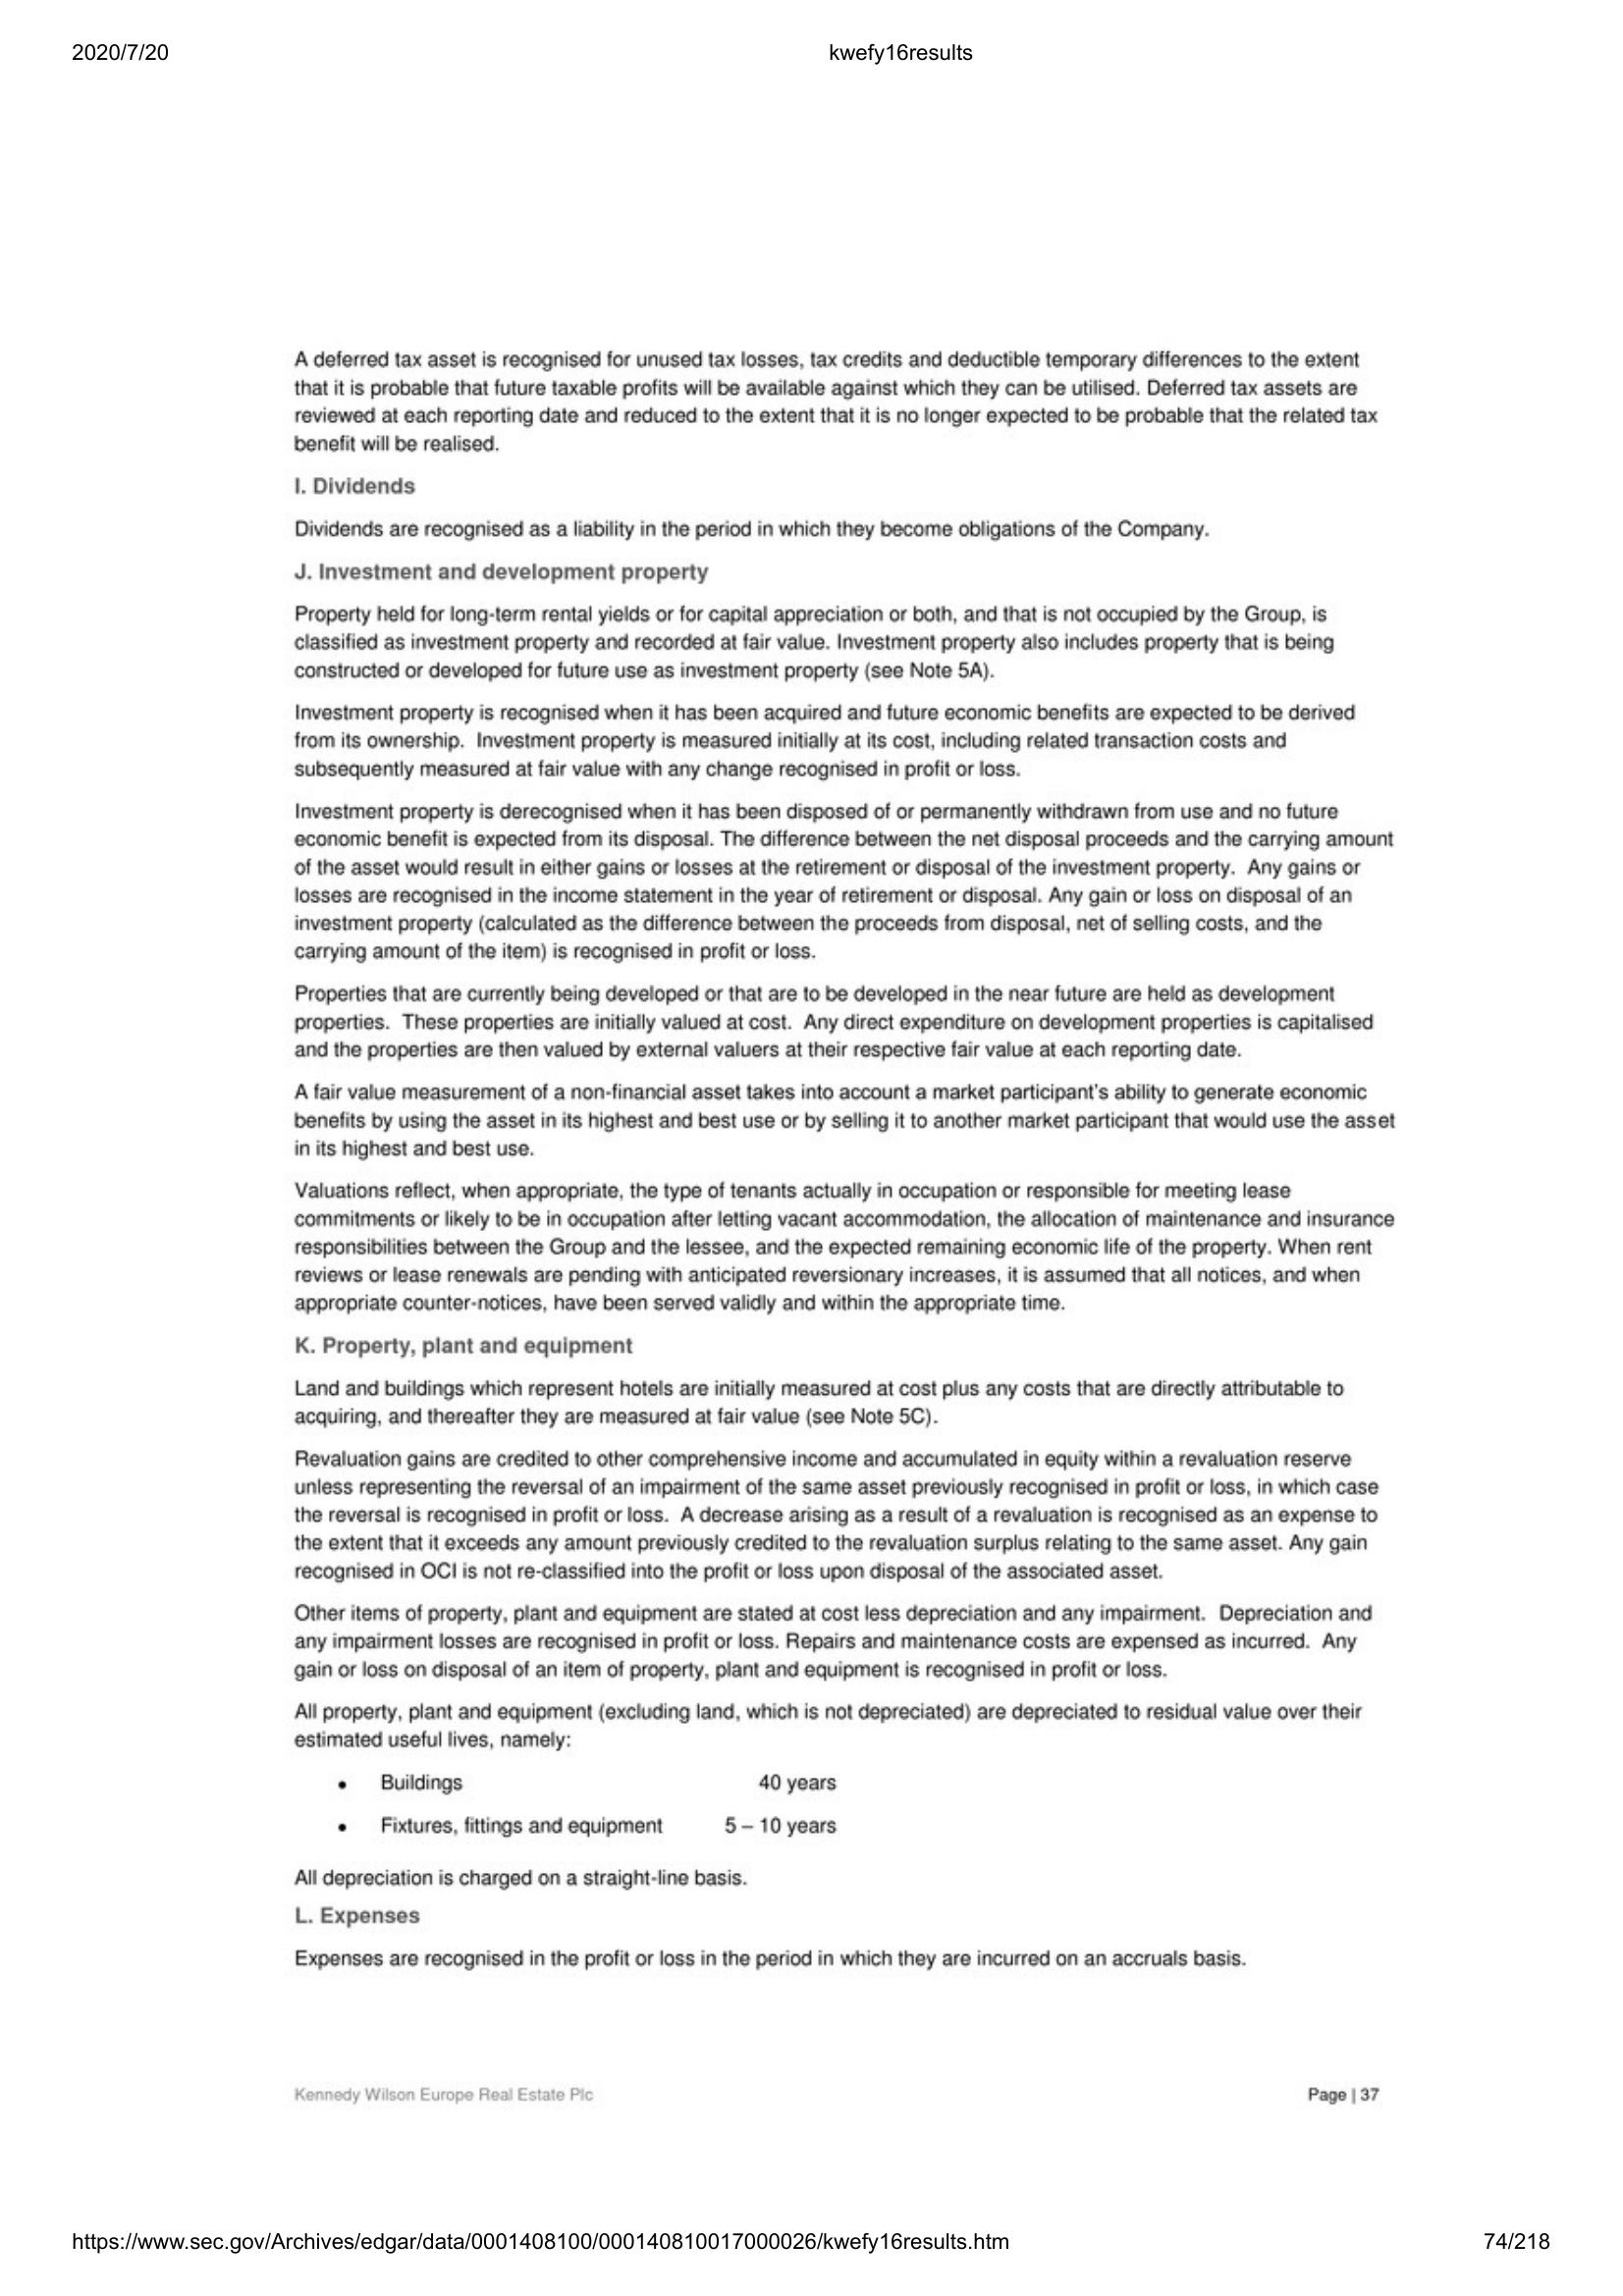 2020/7/20
kwefy16results
A deferred tax asset is recognised for unused tax losses, tax credits and deductible temporary differences to the extent
that it is probable that future taxable profits will be available against which they can be utilised. Deferred tax assets are
reviewed at each reporting date and reduced to the extent that it is no longer expected to be probable that the related tax
benefit will be realised.
I. Dividends
Dividends are recognised as a liability in the period in which they become obligations of the Company.
J. Investment and development property
Property held for long-term rental yields or for capital appreciation or both, and that is not occupied by the Group, is
classified as investment property and recorded at fair value. Investment property also includes property that is being
constructed or developed for future use as investment property (see Note 5A).
Investment property is recognised when it has been acquired and future economic benefits are expected to be derived
from its ownership. Investment property is measured initially at its cost, including related transaction costs and
subsequently measured at fair value with any change recognised in profit or loss.
Investment property is derecognised when it has been disposed of or permanently withdrawn from use and no future
economic benefit is expected from its disposal. The difference between the net disposal proceeds and the carrying amount
of the asset would result in either gains or losses at the retirement or disposal of the investment property. Any gains or
losses are recognised in the income statement in the year of retirement or disposal. Any gain or loss on disposal of an
investment property (calculated as the difference between the proceeds from disposal, net of selling costs, and the
carrying amount of the item) is recognised in profit or loss.
Properties that are currently being developed or that are to be developed in the near future are held as development
properties. These properties are initially valued at cost. Any direct expenditure on development properties is capitalised
and the properties are then valued by external valuers at their respective fair value at each reporting date.
A fair value measurement of a non-financial asset takes into account a market participant's ability to generate economic
benefits by using the asset in its highest and best use or by selling it to another market participant that would use the asset
in its highest and best use.
Valuations reflect, when appropriate, the type of tenants actually in occupation or responsible for meeting lease
commitments or likely to be in occupation after letting vacant accommodation, the allocation of maintenance and insurance
responsibilities between the Group and the lessee, and the expected remaining economic life of the property. When rent
reviews or lease renewals are pending with anticipated reversionary increases, it is assumed that all notices, and when
appropriate counter-notices, have been served validly and within the appropriate time.
K. Property, plant and equipment
Land and buildings which represent hotels are initially measured at cost plus any costs that are directly attributable to
acquiring, and thereafter they are measured at fair value (see Note 5C).
Revaluation gains are credited to other comprehensive income and accumulated in equity within a revaluation reserve
unless representing the reversal of an impairment of the same asset previously recognised in profit or loss, in which case
the reversal is recognised in profit or loss. A decrease arising as a result of a revaluation is recognised as an expense to
the extent that it exceeds any amount previously credited to the revaluation surplus relating to the same asset. Any gain
recognised in OCI is not re-classified into the profit or loss upon disposal of the associated asset.
Other items of property, plant and equipment are stated at cost less depreciation and any impairment. Depreciation and
any impairment losses are recognised in profit or loss. Repairs and maintenance costs are expensed as incurred. Any
gain or loss on disposal of an item of property, plant and equipment is recognised in profit or loss.
All property, plant and equipment (excluding land, which is not depreciated) are depreciated to residual value over their
estimated useful lives, namely:
• Buildings 40 years
• Fixtures, fittings and equipment 5 – 10 years
All depreciation is charged on a straight-line basis.
L. Expenses
Expenses are recognised in the profit or loss in the period in which they are incurred on an accruals basis.
Kennedy Wilson Europe Real Estate Plc
Page | 37
https://www.sec.gov/Archives/edgar/data/0001408100/000140810017000026/kwefy16results.htm
74/218